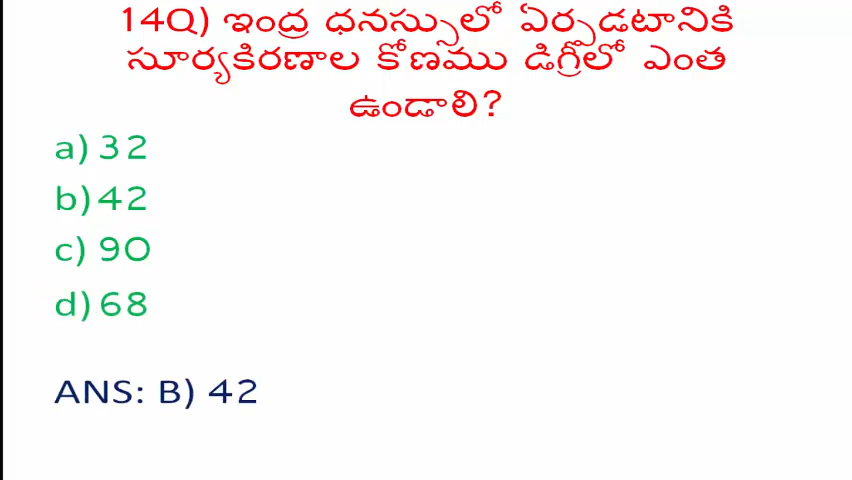 14Q) ఇంద్ర ధనస్సులో ఏర్పడటానికి
సూర్యకిరణాల కోణము డిగ్రీలో ఎంత
ఉండాలి?
a) 32
b) 42
c) 90
d) 68
ANS: B) 42